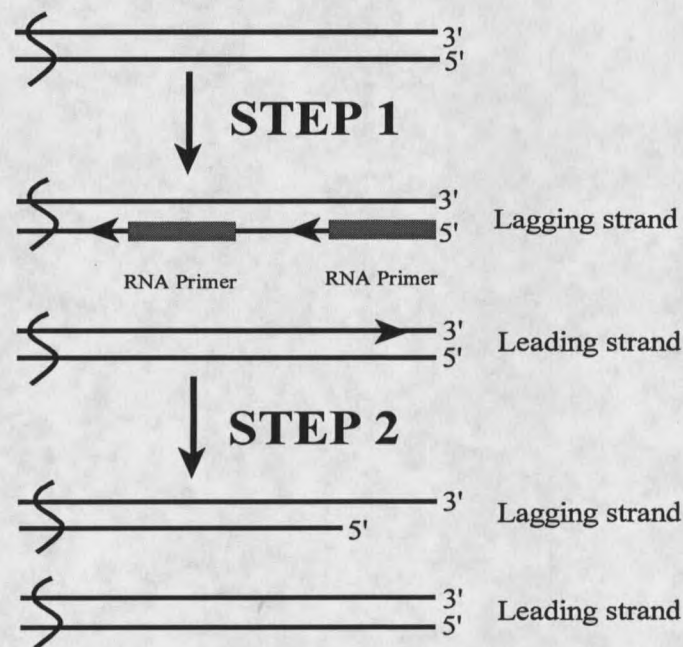 3'
5'
STEP 1
3'
5' Lagging strand
RNA Primer RNA Primer
3'
Leading strand
5'
STEP 2
3'
Lagging strand
5'
3'
Leading strand
5'